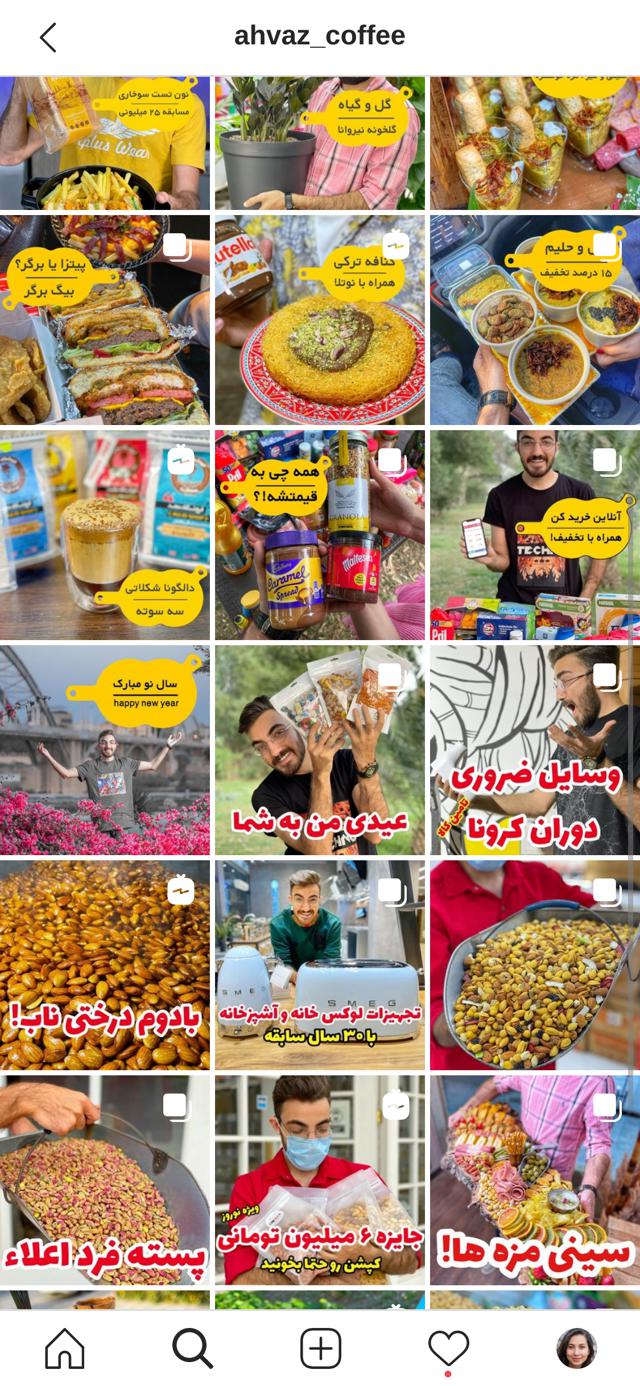 ahvaz_coffee
نون تست سوخاری
مسابقه ۲۵ میلیونی
plus Wear
گل و گیاه
گلخونه نیروانا
پیتزا یا برگر؟
بیگ برگر
nutella
کنافه ترکی
همراه با نوتلا
و حلیم
۱۵ درصد تخفیف
دالگونا شکلاتی
سه سوته
همه چی به
قیمتشه!؟
GRANOLA
Cadbury
Caramel
Spread
Maltesers
Pril
آنلاین خرید کن
همراه با تخفیف!
TECH
Pril
سال نو مبارک
happy new year
عیدی من به شما
وسایل ضروری
دوران کرونا
بادوم درختی ناب!
SMEG
SMEG
تجهیزات لوکس خانه و آشپزخانه
با ۳۰ سال سابقه
پسته فرد اعلاء
ویژه نوروز
جایزه ۶ میلیون تومانی
کپشن رو حتما بخونید
سینی مزه ها!